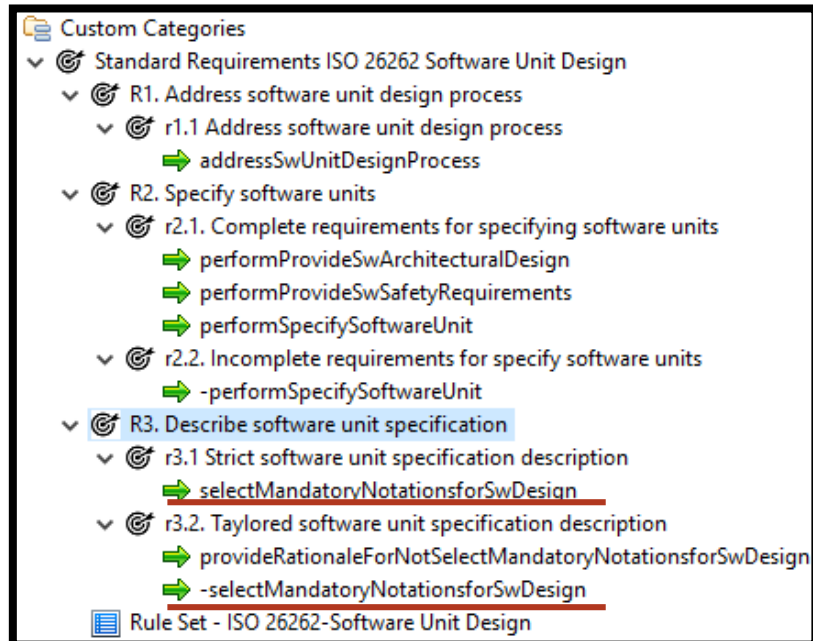 Custom Categories
Standard Requirements ISO 26262 Software Unit Design
R1. Address software unit design process
r1.1 Address software unit design process
addressSwUnitDesignProcess
R2. Specify software units
r2.1. Complete requirements for specifying software units
performProvideSwArchitecturalDesign
performProvideSwSafetyRequirements
performSpecifySoftwareUnit
r2.2. Incomplete requirements for specify software units
-performSpecifySoftwareUnit
R3. Describe software unit specification
r3.1 Strict software unit specification description
selectMandatoryNotationsforSwDesign
r3.2. Taylored software unit specification description
provideRationaleForNotSelectMandatoryNotationsforSwDesign
-selectMandatoryNotationsforSwDesign
Rule Set - ISO 26262-Software Unit Design